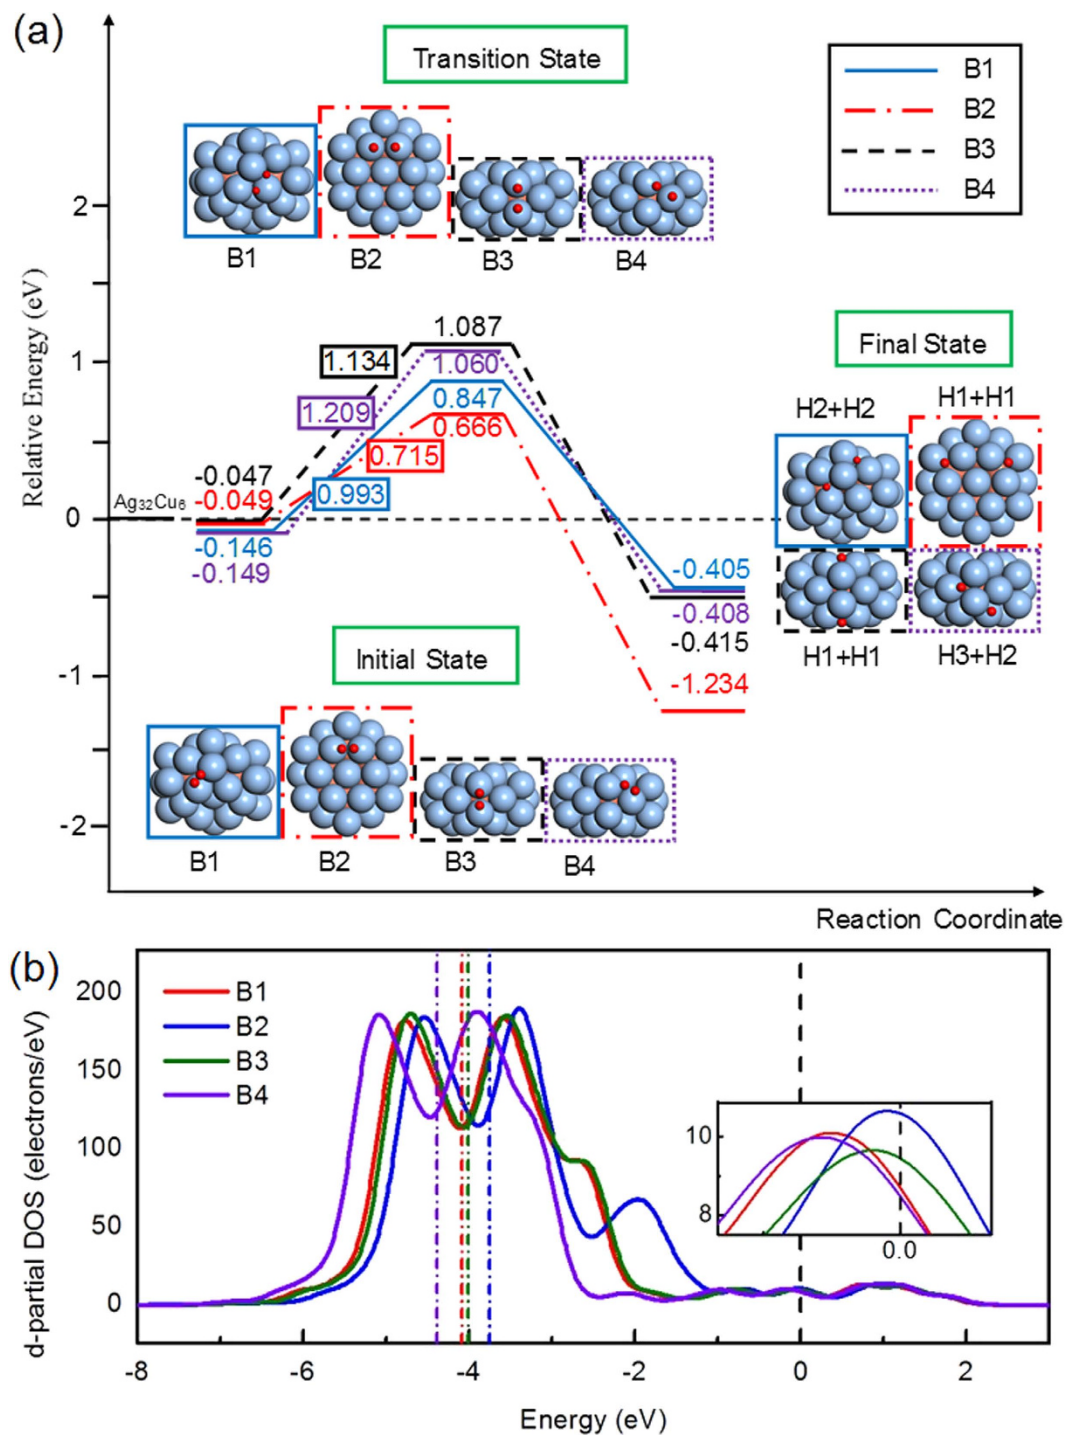 (a)
Transition State
B1
B2
B3
B4
B1 B2 B3 B4
2
1
0
-1
-2
Relative Energy (eV)
1.087
1.134
1.060
1.209
0.847
0.666
0.715
0.993
-0.047
-0.049
Ag32Cu6
-0.146
-0.149
Final State
H2+H2 H1+H1
-0.405
-0.408
-0.415
-1.234
H1+H1 H3+H2
Initial State
B1 B2 B3 B4
Reaction Coordinate
(b)
B1
B2
B3
B4
200
150
100
50
0
d-partial DOS (electrons/eV)
10
8
0.0
-8 -6 -4 -2 0 2
Energy (eV)